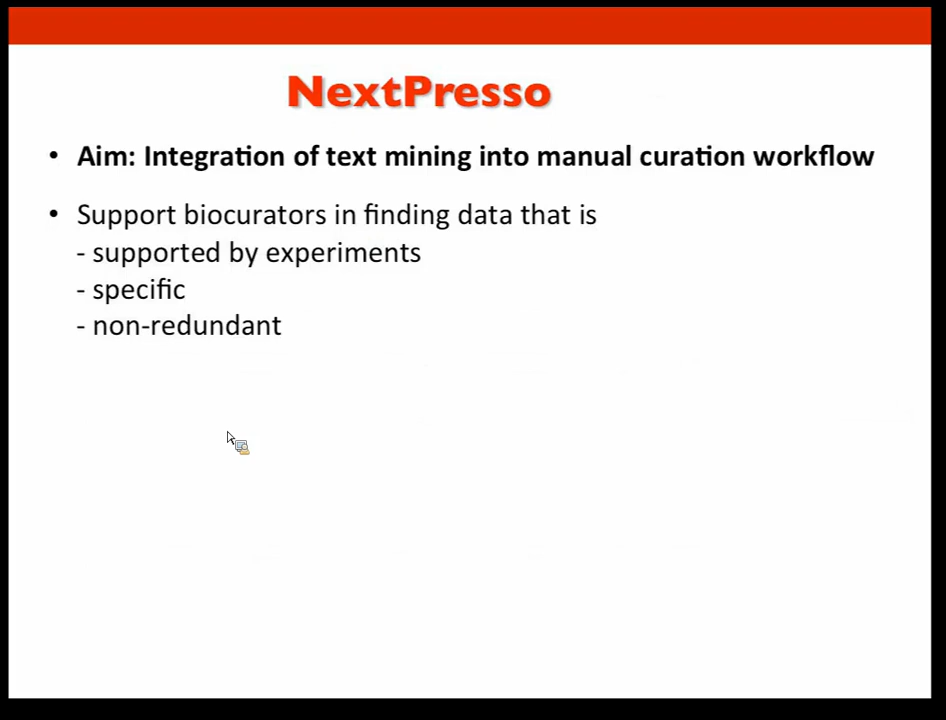 NextPresso
• Aim: Integration of text mining into manual curation workflow
• Support biocurators in finding data that is
- supported by experiments
- specific
- non-redundant